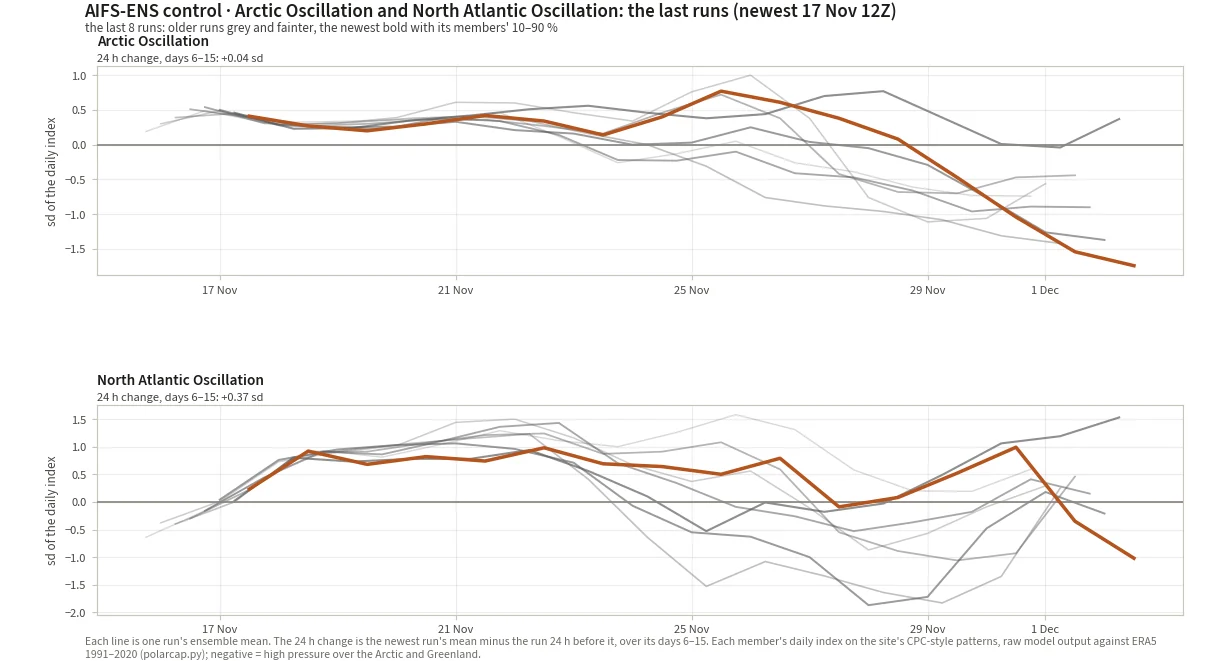 AIFS-ENS control · Arctic Oscillation and North Atlantic Oscillation: the last runs (newest 17 Nov 12Z)
the last 8 runs: older runs grey and fainter, the newest bold with its members' 10–90 %
Arctic Oscillation
24 h change, days 6–15: +0.04 sd
sd of the daily index
1.0
0.5
0.0
−0.5
−1.0
−1.5
17 Nov
21 Nov
25 Nov
29 Nov
1 Dec
North Atlantic Oscillation
24 h change, days 6–15: +0.37 sd
sd of the daily index
1.5
1.0
0.5
0.0
−0.5
−1.0
−1.5
−2.0
17 Nov
21 Nov
25 Nov
29 Nov
1 Dec
Each line is one run's ensemble mean. The 24 h change is the newest run's mean minus the run 24 h before it, over its days 6–15. Each member's daily index on the site's CPC-style patterns, raw model output against ERA5
1991–2020 (polarcap.py); negative = high pressure over the Arctic and Greenland.